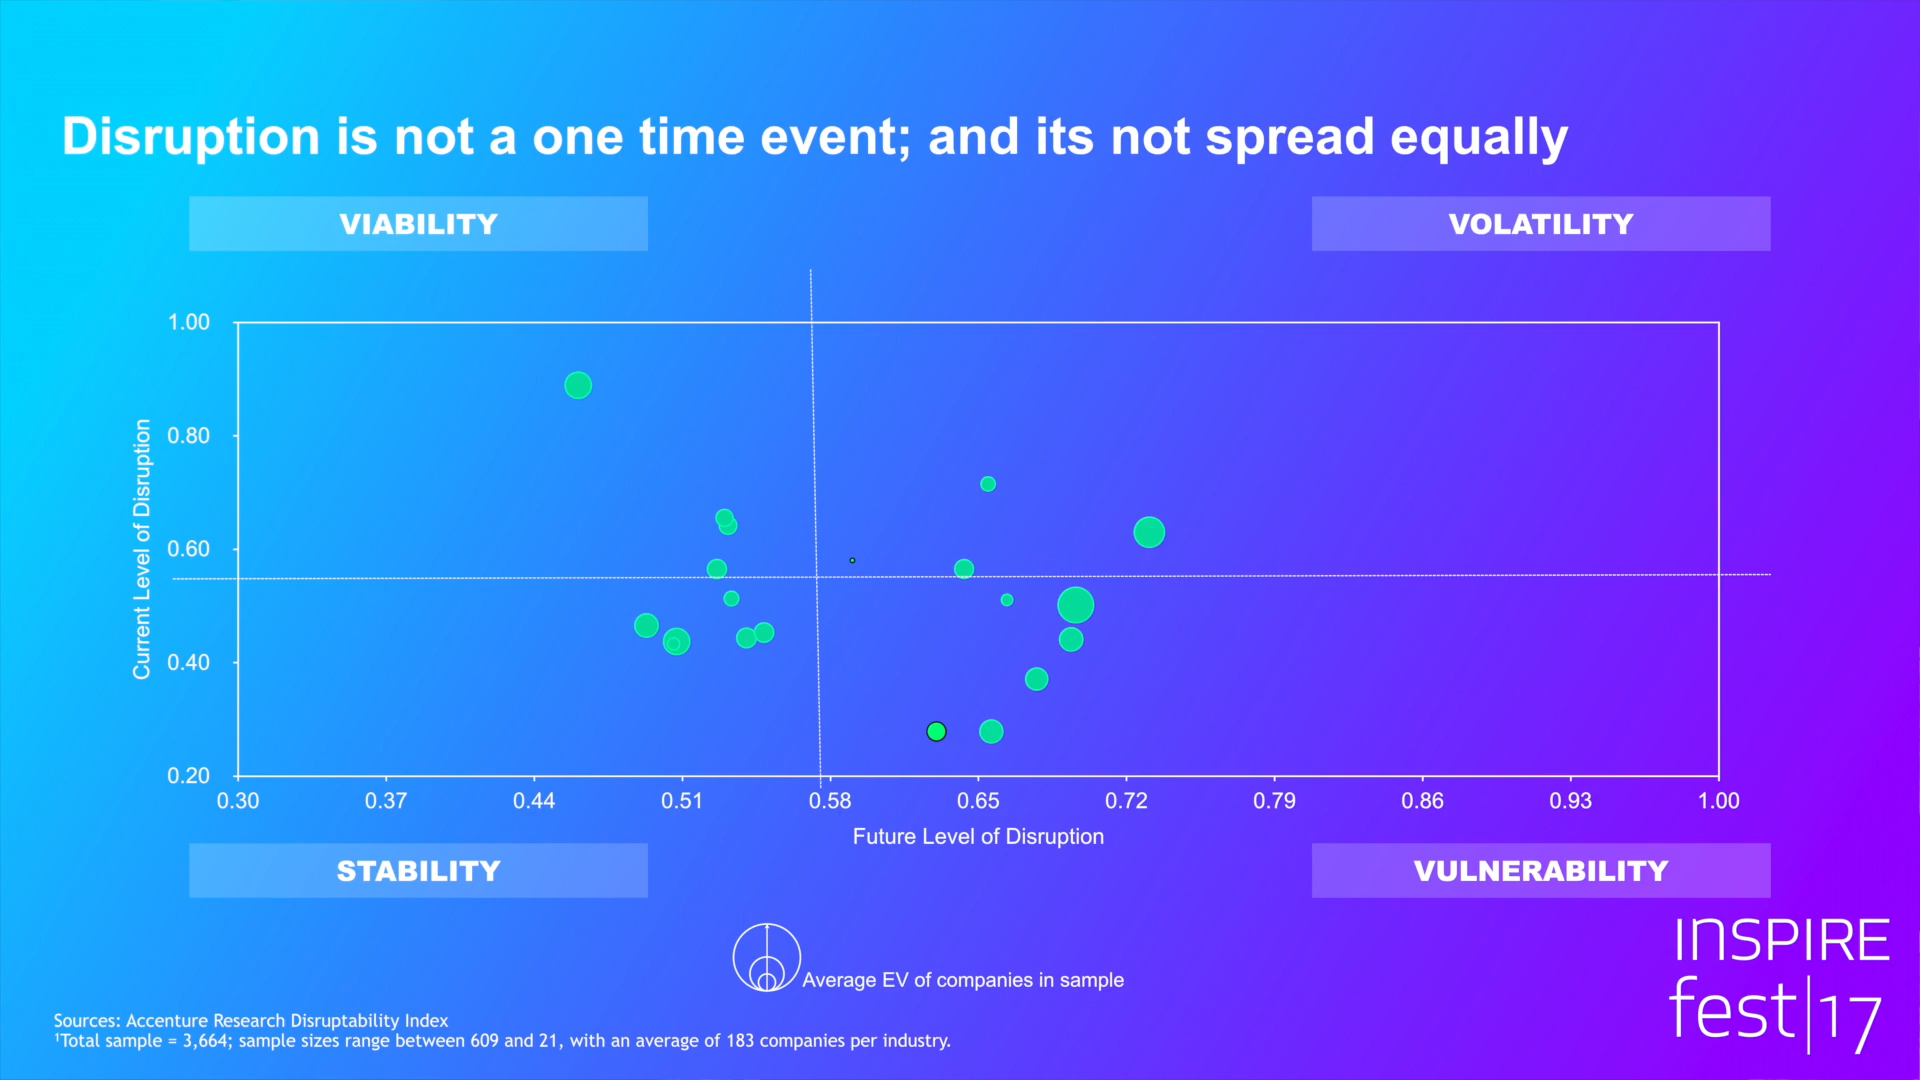 Disruption is not a one time event; and its not spread equally
VIABILITY
VOLATILITY
Current Level of Disruption
1.00
0.80
0.60
0.40
0.20
0.30 0.37 0.44 0.51 0.58 0.65 0.72 0.79 0.86 0.93 1.00
Future Level of Disruption
STABILITY
VULNERABILITY
Average EV of companies in sample
Sources: Accenture Research Disruptability Index
¹Total sample = 3,664; sample sizes range between 609 and 21, with an average of 183 companies per industry.
INSPIRE
fest|17